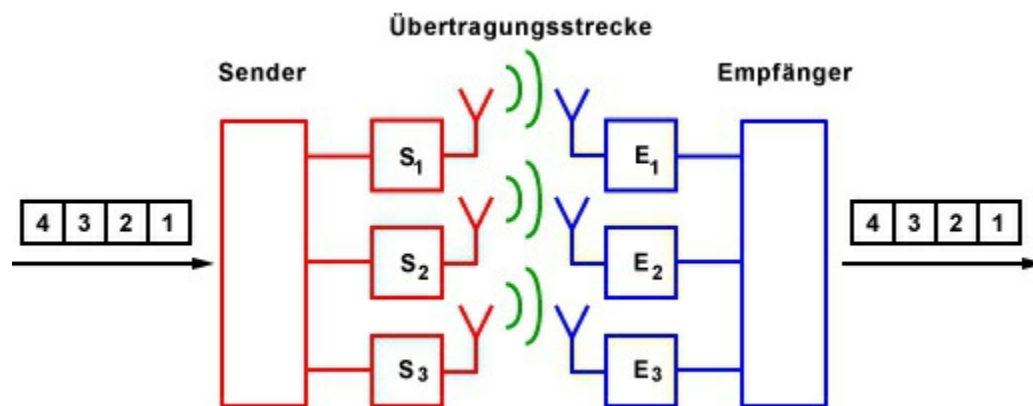 Übertragungsstrecke
Sender
Empfänger
S1
E1
4 3 2 1
4 3 2 1
S2
E2
S3
E3